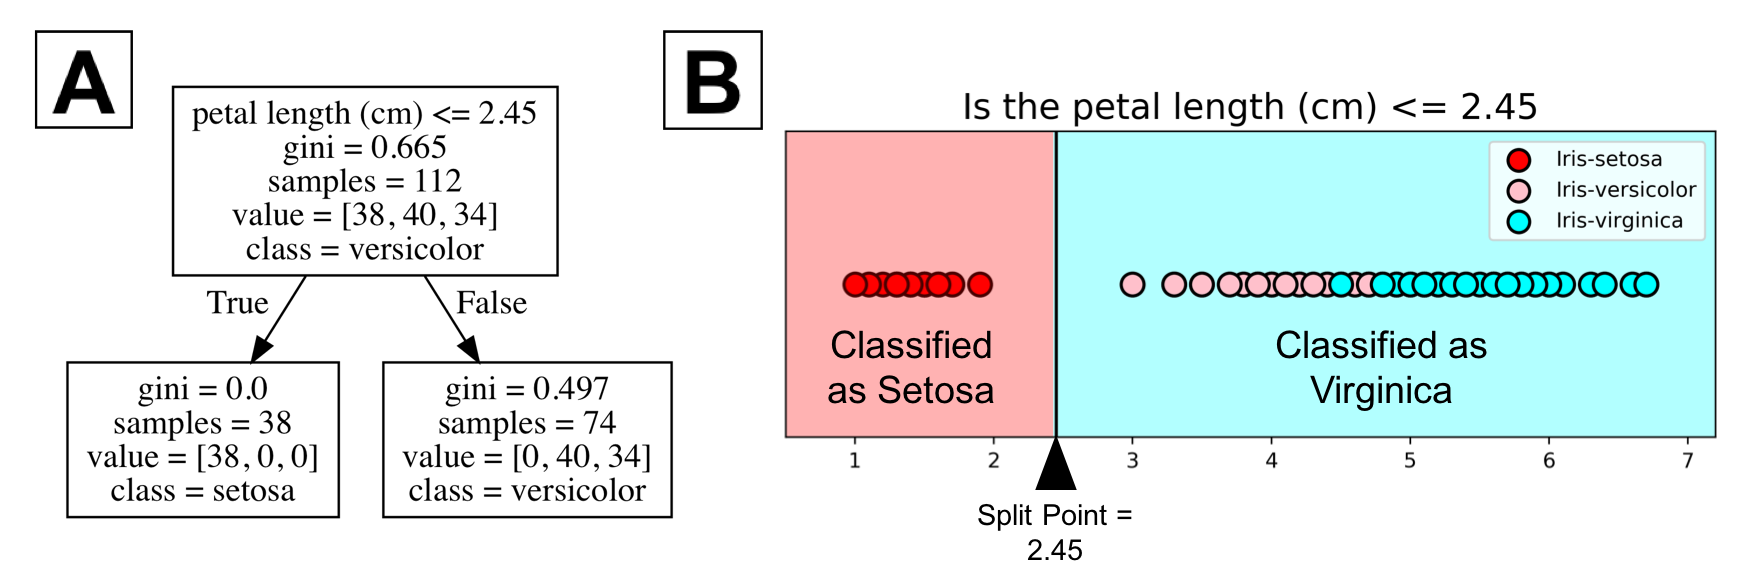 A
petal length (cm) <= 2.45
gini = 0.665
samples = 112
value = [38, 40, 34]
class = versicolor
True
False
gini = 0.0
samples = 38
value = [38, 0, 0]
class = setosa
gini = 0.497
samples = 74
value = [0, 40, 34]
class = versicolor
B
Is the petal length (cm) <= 2.45
Iris-setosa
Iris-versicolor
Iris-virginica
Classified
as Setosa
Classified as
Virginica
1 2 3 4 5 6 7
Split Point =
2.45